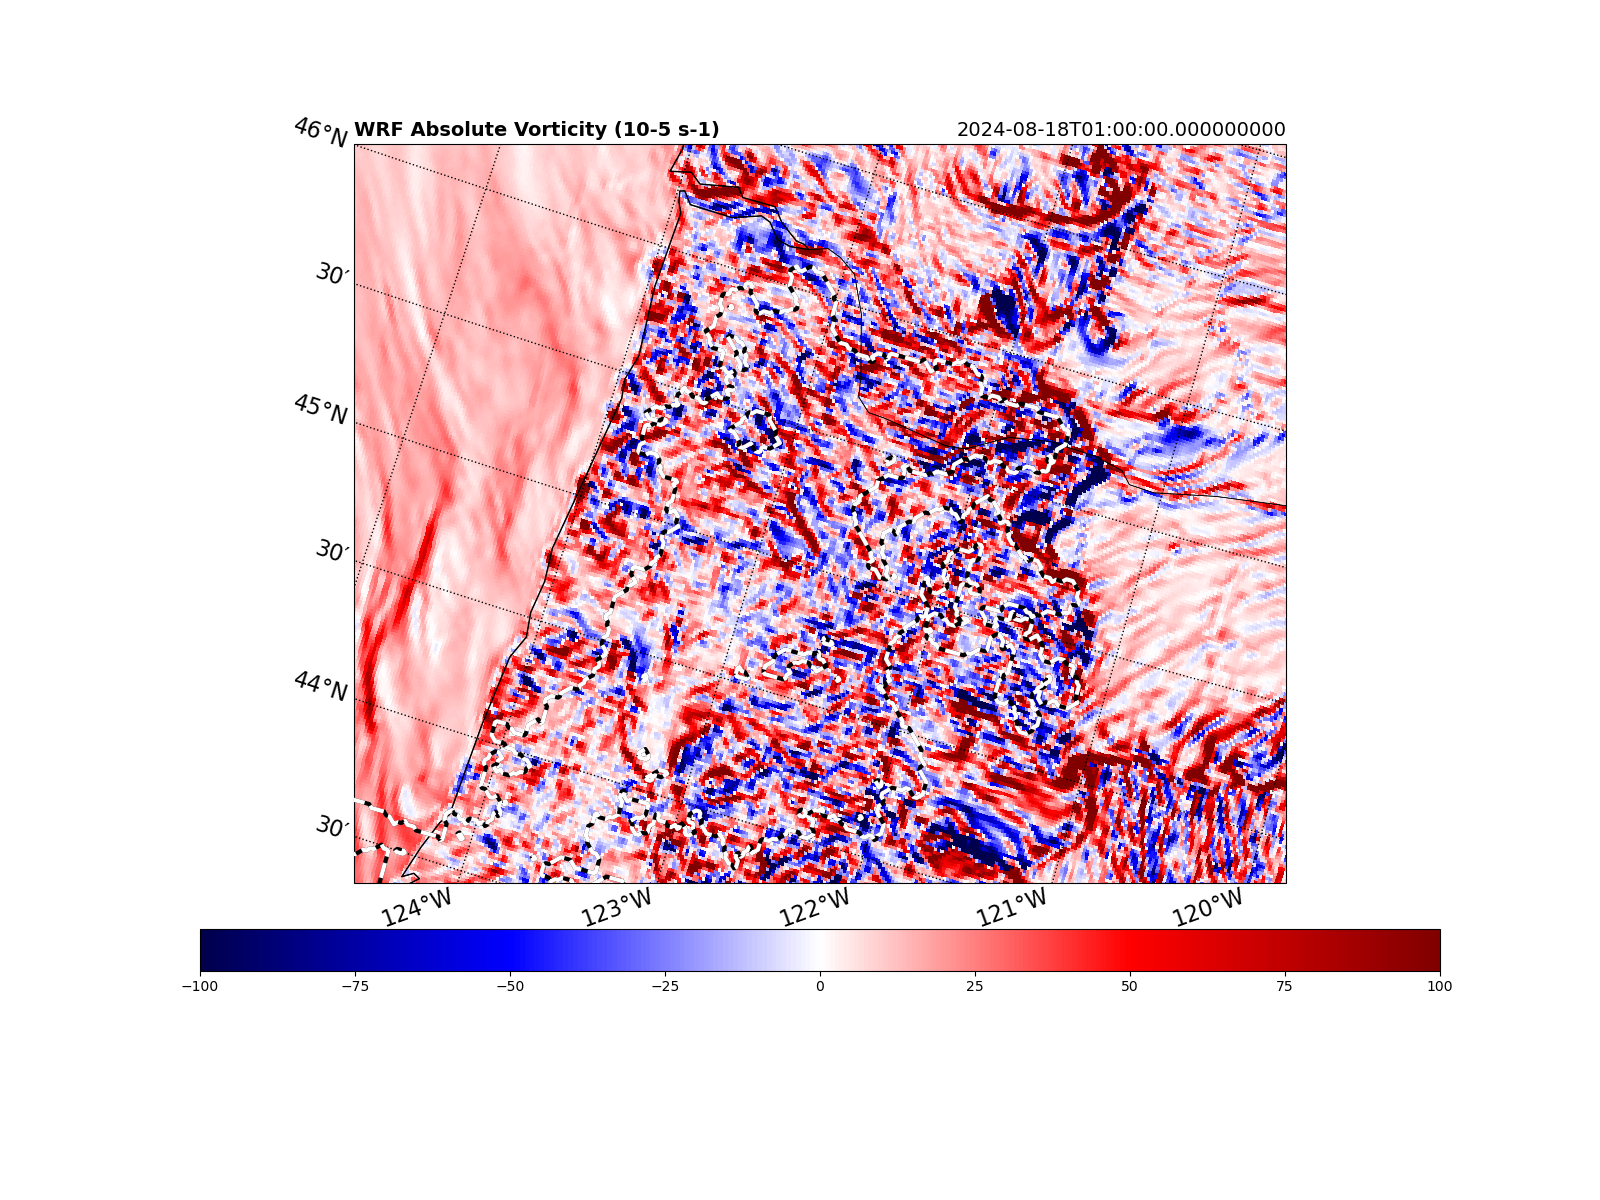 WRF Absolute Vorticity (10-5 s-1)
2024-08-18T01:00:00.000000000
46°N
30′
45°N
30′
44°N
30′
124°W
123°W
122°W
121°W
120°W
−100
−75
−50
−25
0
25
50
75
100